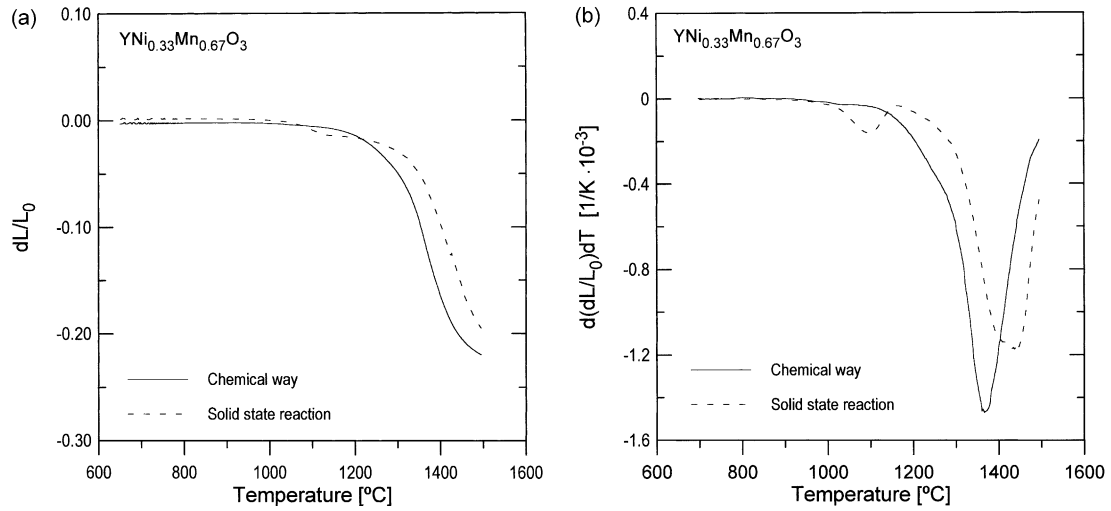 (a)
YNi0.33Mn0.67O3
0.10
0.00
-0.10
-0.20
-0.30
dL/L0
Chemical way
Solid state reaction
600 800 1000 1200 1400 1600
Temperature [ºC]
(b)
YNi0.33Mn0.67O3
0.4
0
-0.4
-0.8
-1.2
-1.6
d(dL/L0)dT [1/K ·10-3]
Chemical way
Solid state reaction
600 800 1000 1200 1400 1600
Temperature [ºC]